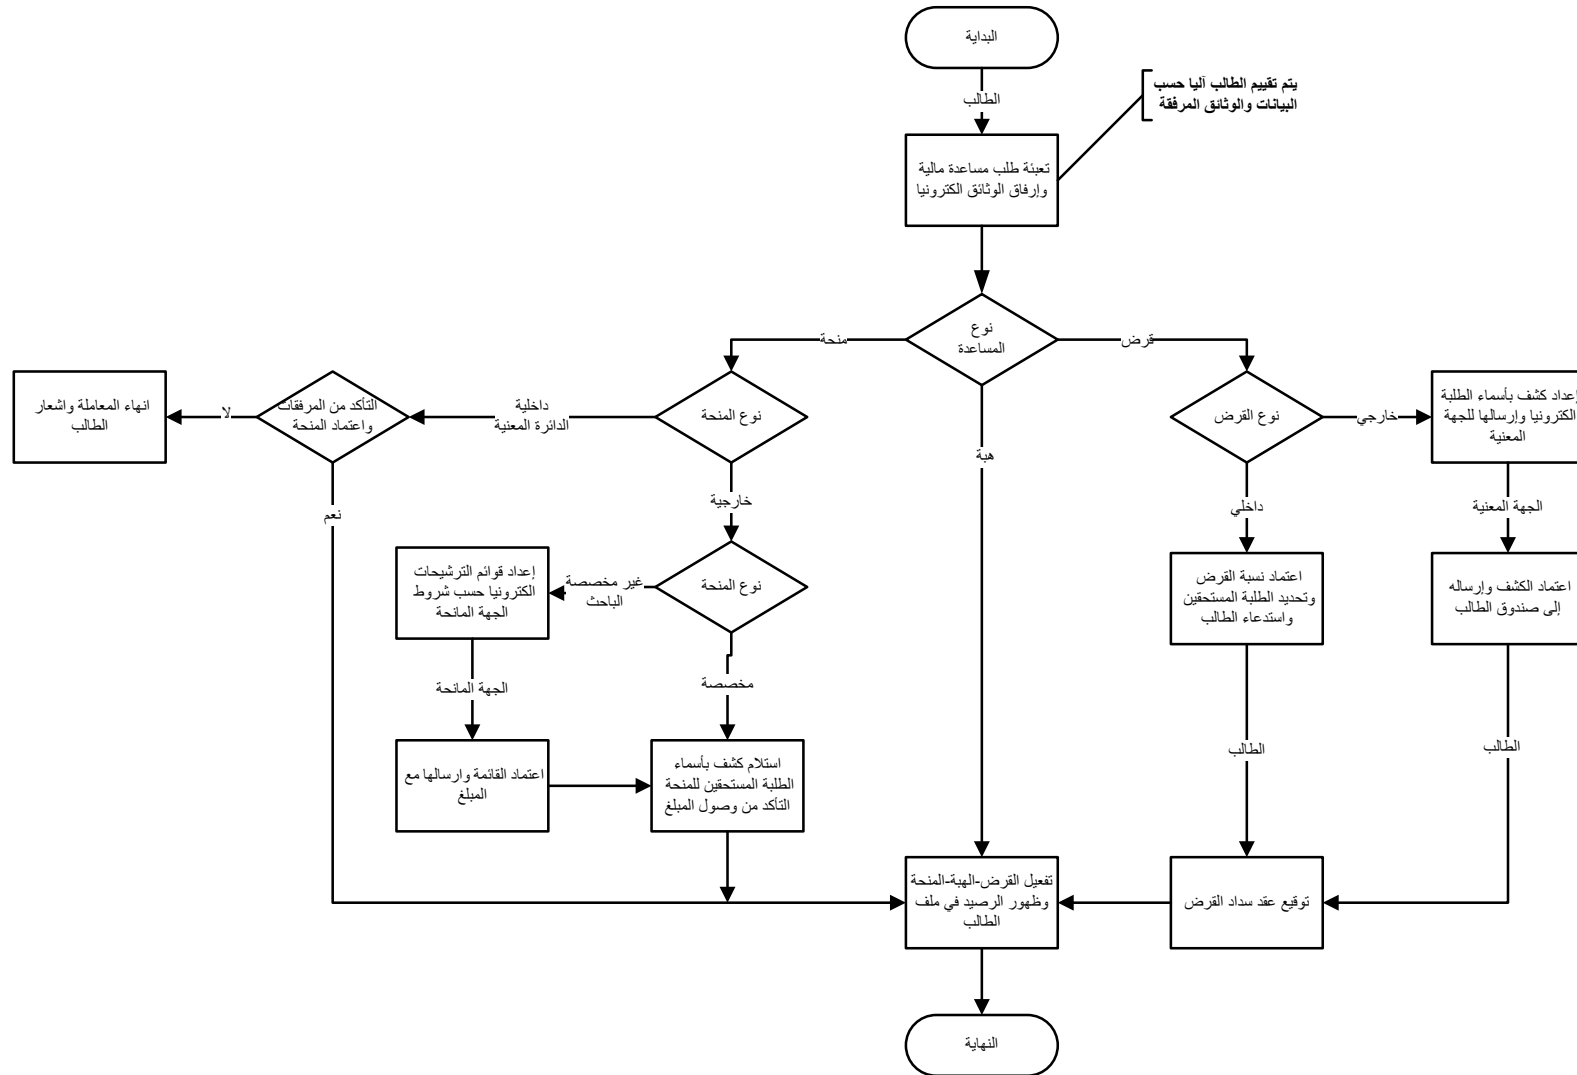 البداية
الطالب
يتم تقييم الطالب آليا حسب
البيانات والوثائق المرفقة
تعبئة طلب مساعدة مالية
وإرفاق الوثائق الكترونيا
نوع
المساعدة
قرض
منحة
هبة
نوع القرض
خارجي
إعداد كشف بأسماء الطلبة
الكترونيا وإرسالها للجهة
المعنية
الجهة المعنية
اعتماد الكشف وإرساله
إلى صندوق الطالب
الطالب
داخلي
اعتماد نسبة القرض
وتحديد الطلبة المستحقين
واستدعاء الطالب
الطالب
توقيع عقد سداد القرض
نوع المنحة
داخلية
الدائرة المعنية
التأكد من المرفقات
واعتماد المنحة
لا
انهاء المعاملة واشعار
الطالب
نعم
خارجية
نوع المنحة
غير مخصصة
الباحث
إعداد قوائم الترشيحات
الكترونيا حسب شروط
الجهة المانحة
الجهة المانحة
اعتماد القائمة وارسالها مع
المبلغ
مخصصة
استلام كشف بأسماء
الطلبة المستحقين للمنحة
التأكد من وصول المبلغ
تفعيل القرض-الهبة-المنحة
وظهور الرصيد في ملف
الطالب
النهاية